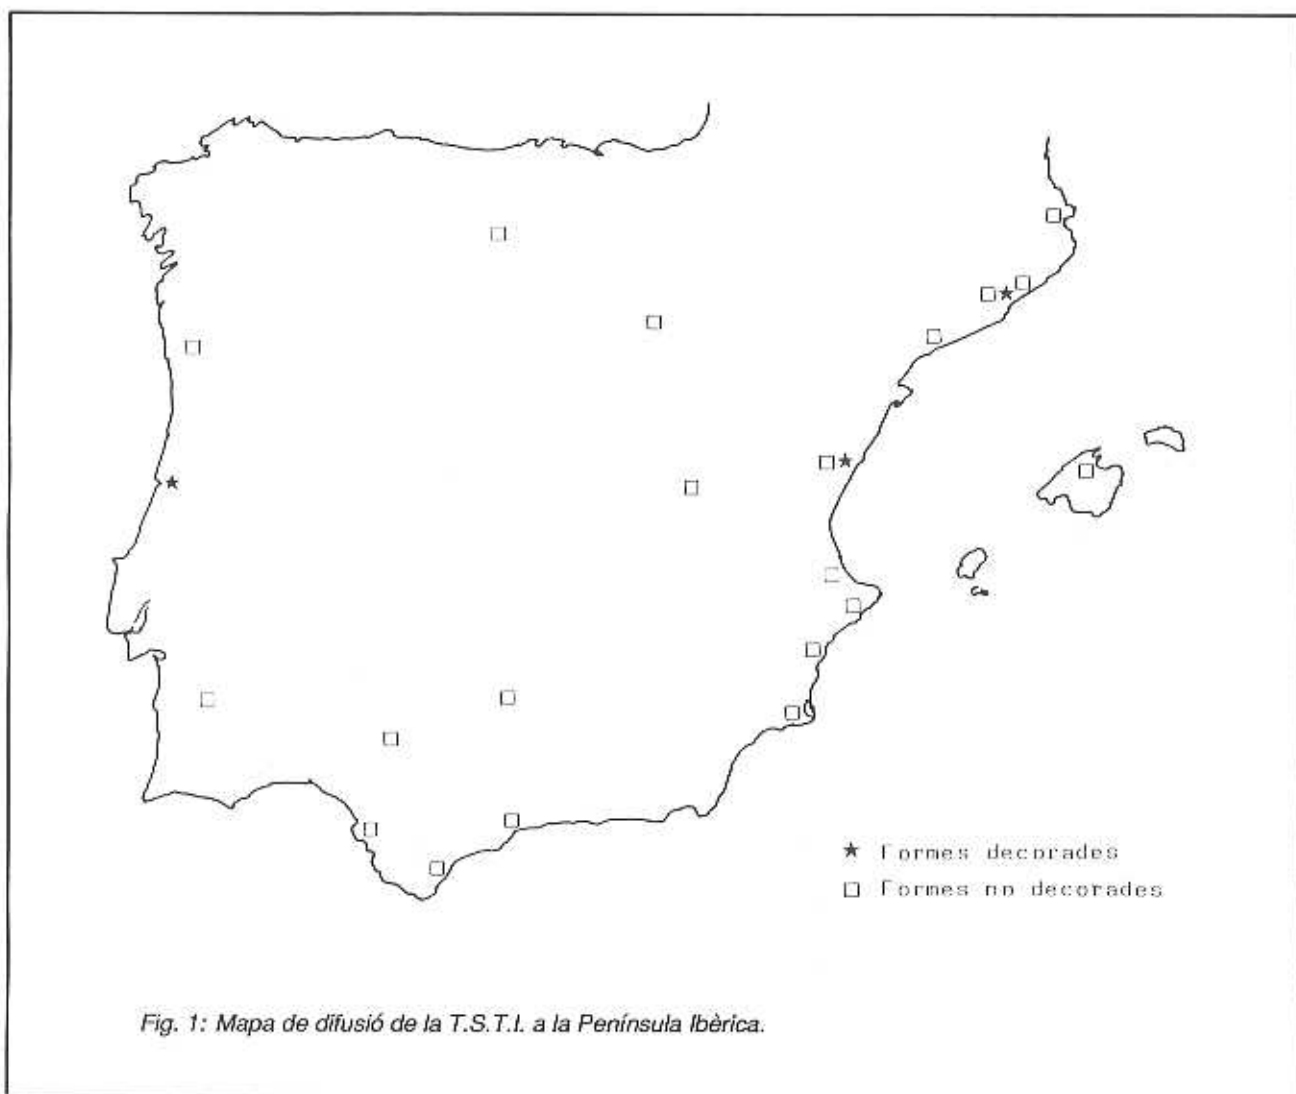 ★ Formes decorades
□ Formes no decorades
Fig. 1: Mapa de difusió de la T.S.T.I. a la Península Ibèrica.